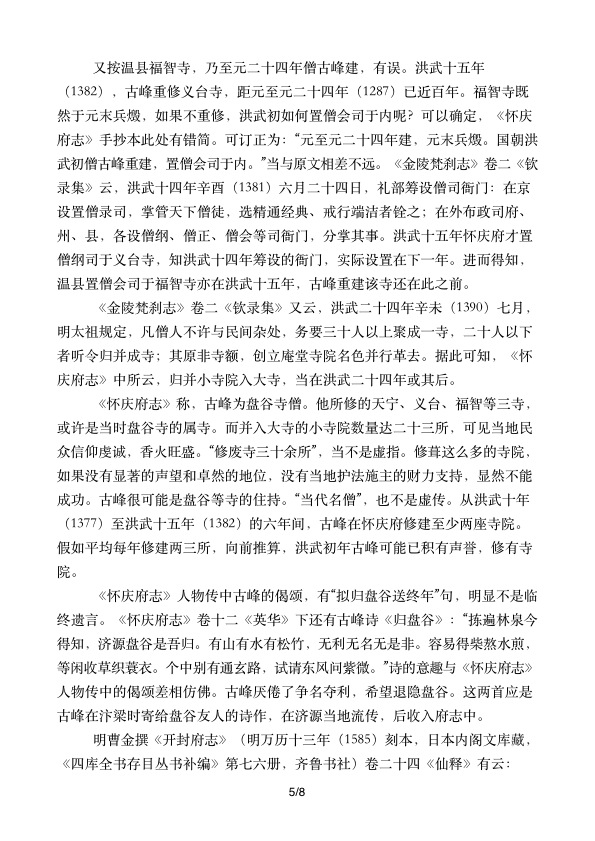 又按温县福智寺，乃至元二十四年僧古峰建，有误。洪武十五年
（1382），古峰重修义台寺，距元至元二十四年（1287）已近百年。福智寺既
然于元末兵燬，如果不重修，洪武初如何置僧会司于内呢？可以确定，《怀庆
府志》手抄本此处有错简。可订正为：“元至元二十四年建，元末兵燬。国朝洪
武初僧古峰重建，置僧会司于内。”当与原文相差不远。《金陵梵刹志》卷二《钦
录集》云，洪武十四年辛酉（1381）六月二十四日，礼部筹设僧司衙门：在京
设置僧录司，掌管天下僧徒，选精通经典、戒行端洁者铨之；在外布政司府、
州、县，各设僧纲、僧正、僧会等司衙门，分掌其事。洪武十五年怀庆府才置
僧纲司于义台寺，知洪武十四年筹设的衙门，实际设置在下一年。进而得知，
温县置僧会司于福智寺亦在洪武十五年，古峰重建该寺还在此之前。
《金陵梵刹志》卷二《钦录集》又云，洪武二十四年辛未（1390）七月，
明太祖规定，凡僧人不许与民间杂处，务要三十人以上聚成一寺，二十人以下
者听令归并成寺；其原非寺额，创立庵堂寺院名色并行革去。据此可知，《怀
庆府志》中所云，归并小寺院入大寺，当在洪武二十四年或其后。
《怀庆府志》称，古峰为盘谷寺僧。他所修的天宁、义台、福智等三寺，
或许是当时盘谷寺的属寺。而并入大寺的小寺院数量达二十三所，可见当地民
众信仰虔诚，香火旺盛。“修废寺三十余所”，当不是虚指。修葺这么多的寺院，
如果没有显著的声望和卓然的地位，没有当地护法施主的财力支持，显然不能
成功。古峰很可能是盘谷等寺的住持。“当代名僧”，也不是虚传。从洪武十年
（1377）至洪武十五年（1382）的六年间，古峰在怀庆府修建至少两座寺院。
假如平均每年修建两三所，向前推算，洪武初年古峰可能已积有声誉，修有寺
院。
《怀庆府志》人物传中古峰的偈颂，有“拟归盘谷送终年”句，明显不是临
终遗言。《怀庆府志》卷十二《英华》下还有古峰诗《归盘谷》：“拣遍林泉今
得知，济源盘谷是吾归。有山有水有松竹，无利无名无是非。容易得柴熬水煎，
等闲收草织蓑衣。个中别有通玄路，试请东风问紫微。”诗的意趣与《怀庆府志》
人物传中的偈颂差相仿佛。古峰厌倦了争名夺利，希望退隐盘谷。这两首应是
古峰在汴梁时寄给盘谷友人的诗作，在济源当地流传，后收入府志中。
明曹金撰《开封府志》（明万历十三年（1585）刻本，日本内阁文库藏，
《四库全书存目丛书补编》第七六册，齐鲁书社）卷二十四《仙释》有云：
5/8